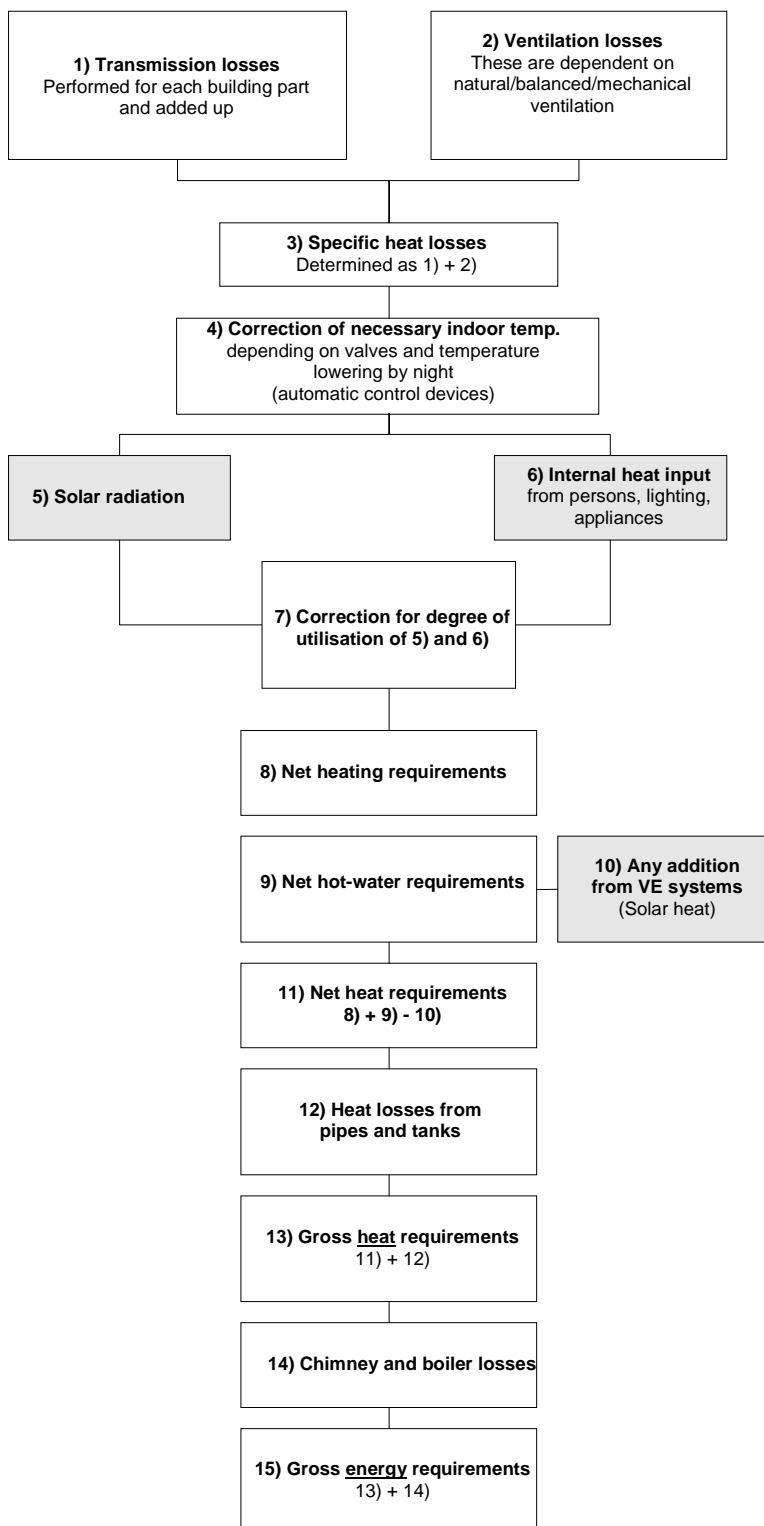 1) Transmission losses
Performed for each building part
and added up
2) Ventilation losses
These are dependent on
natural/balanced/mechanical
ventilation
3) Specific heat losses
Determined as 1) + 2)
4) Correction of necessary indoor temp.
depending on valves and temperature
lowering by night
(automatic control devices)
5) Solar radiation
6) Internal heat input
from persons, lighting,
appliances
7) Correction for degree of
utilisation of 5) and 6)
8) Net heating requirements
9) Net hot-water requirements
10) Any addition
from VE systems
(Solar heat)
11) Net heat requirements
8) + 9) - 10)
12) Heat losses from
pipes and tanks
13) Gross heat requirements
11) + 12)
14) Chimney and boiler losses
15) Gross energy requirements
13) + 14)